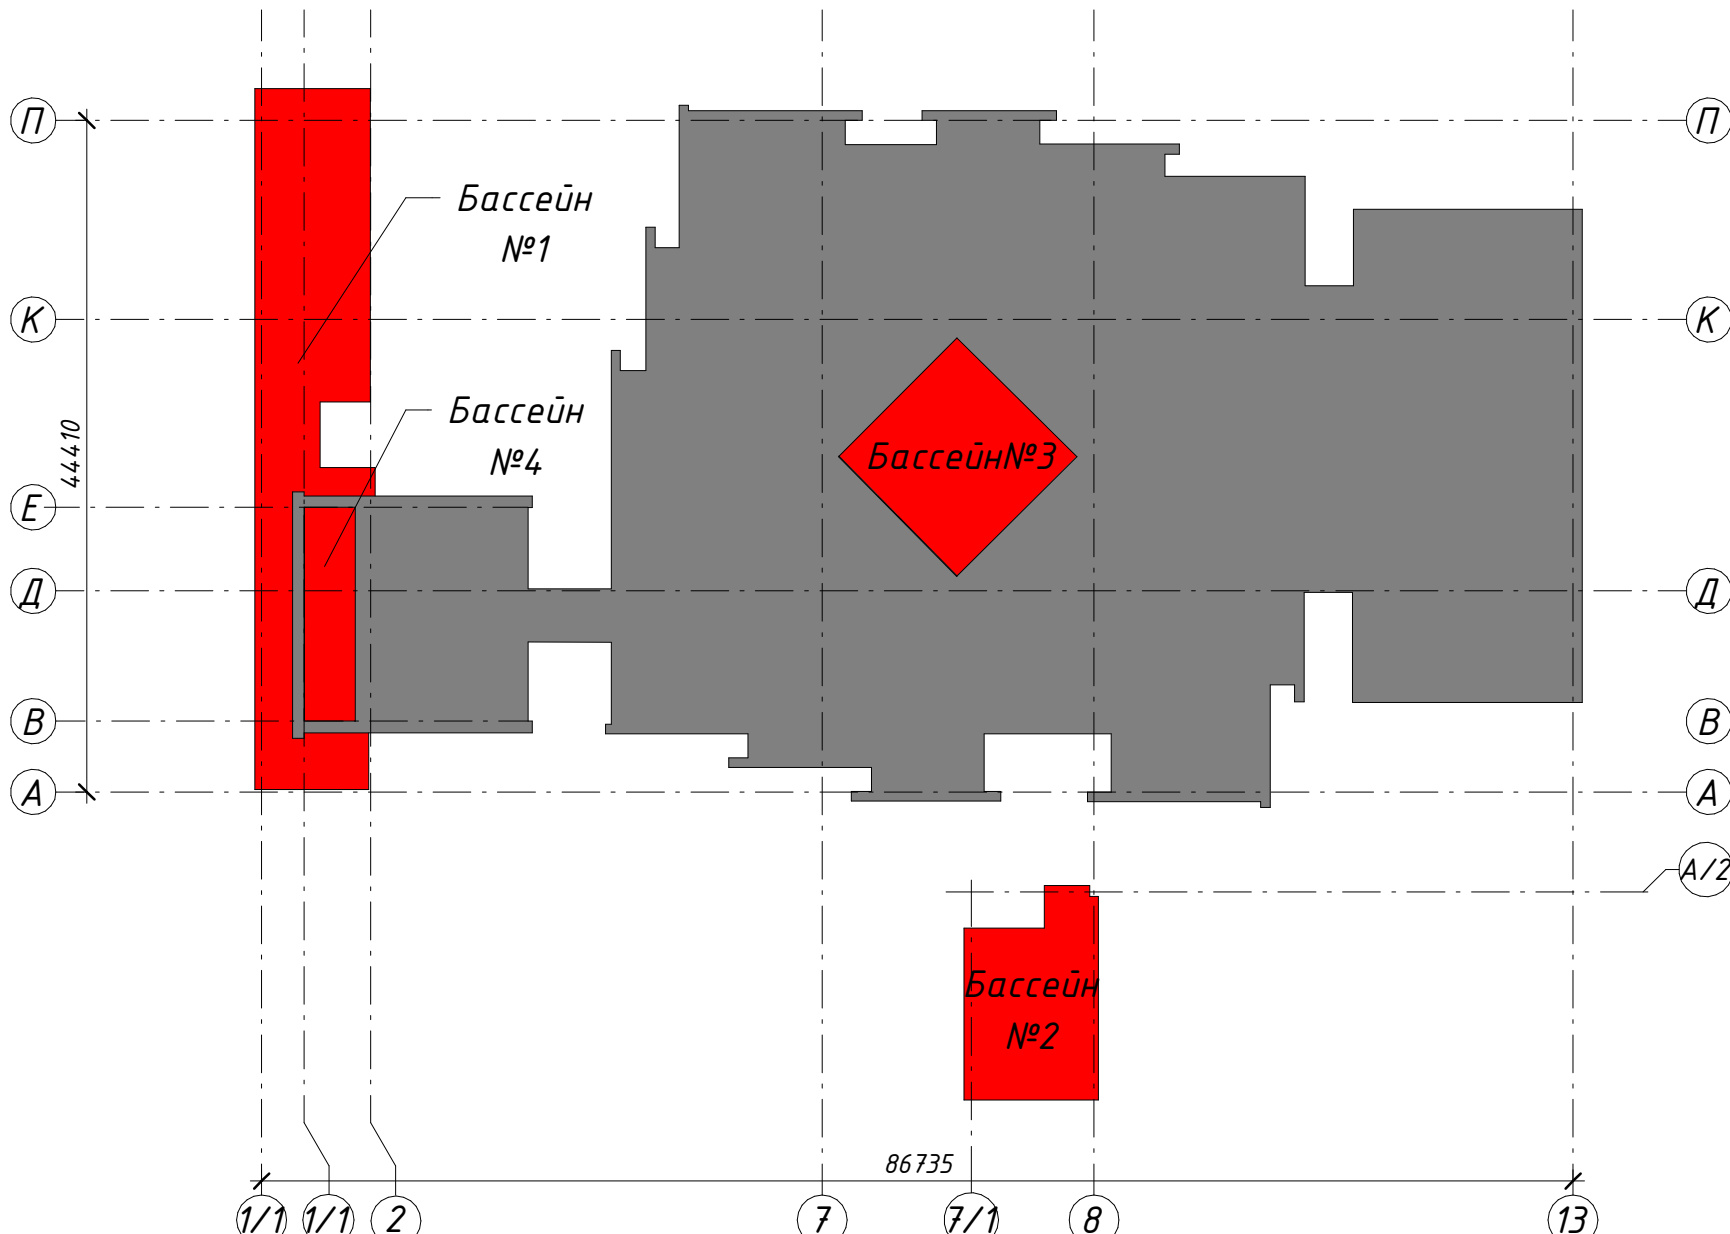 П
П
Бассейн
№1
К
К
Бассейн
№4
44410
Бассейн№3
Е
Д
Д
В
В
А
А
А/2
Бассейн
№2
86735
1/1
1/1
2
7
7/1
8
13